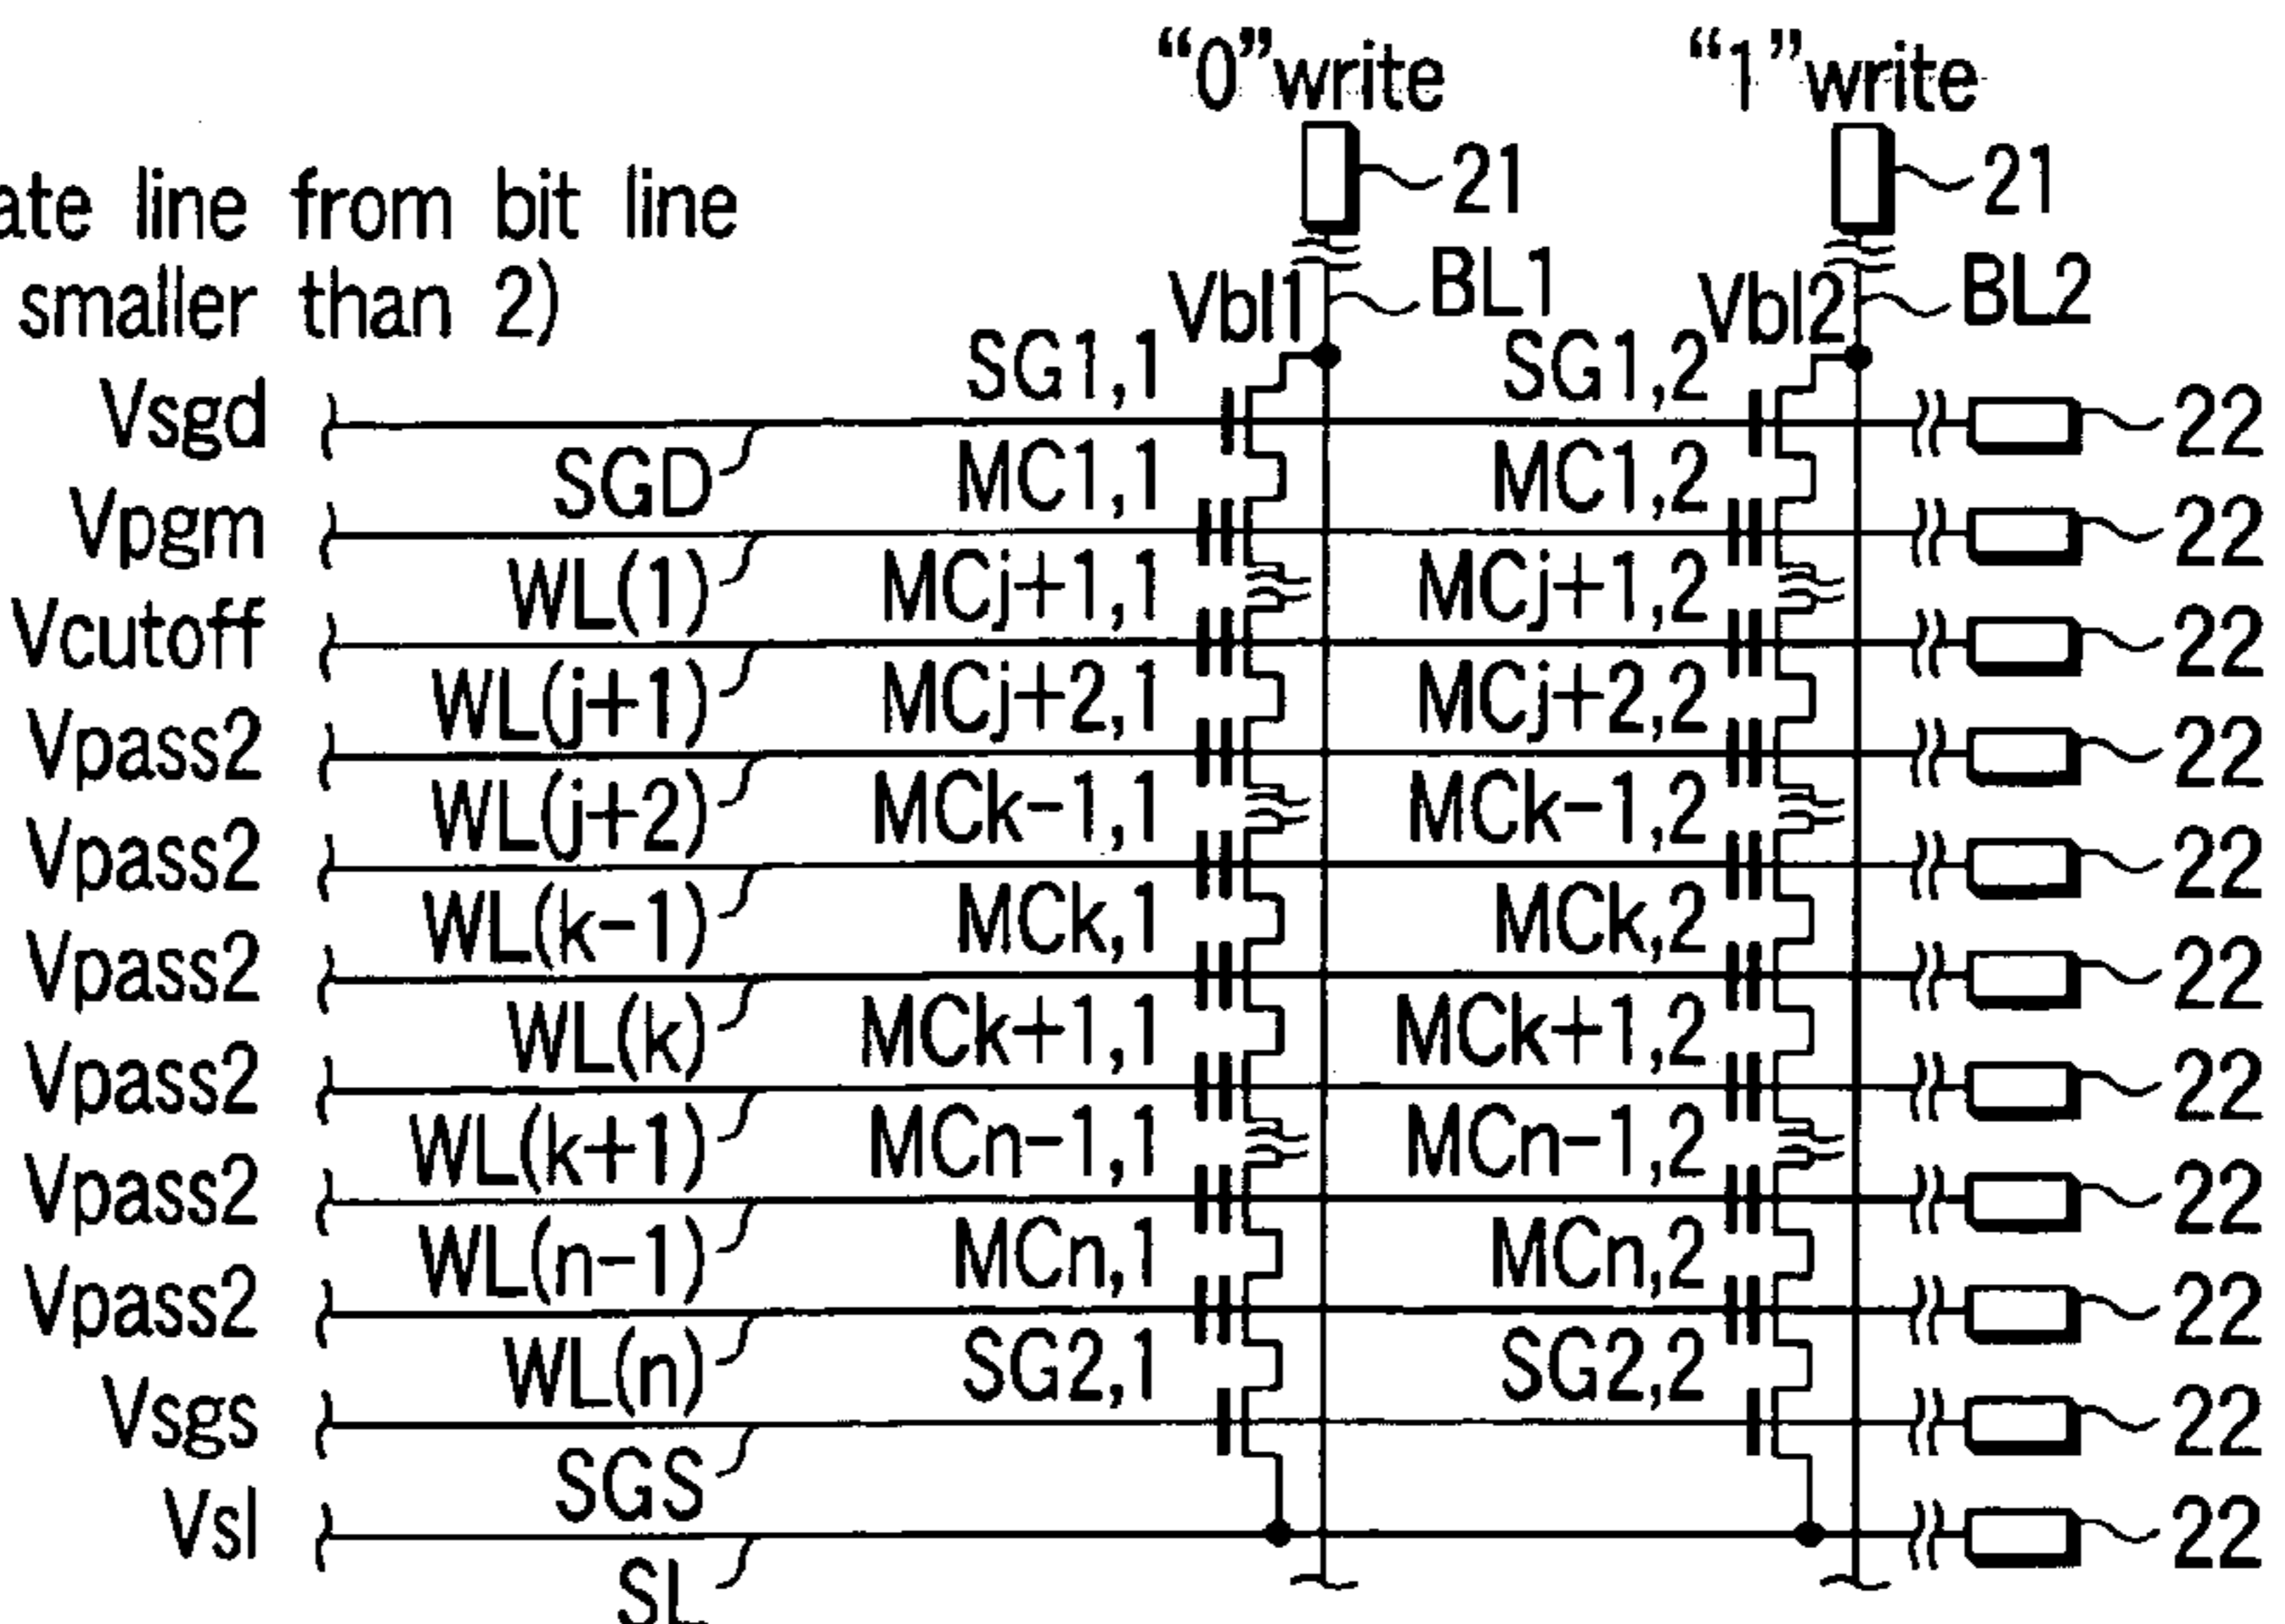 "0"write "1"write
21 21
ate line from bit line
smaller than 2)
Vbl1 BL1 Vbl2 BL2
Vsgd SGD SG1,1 SG1,2 22
Vpgm WL(1) MC1,1 MC1,2 22
Vcutoff WL(j+1) MCj+1,1 MCj+1,2 22
Vpass2 WL(j+2) MCj+2,1 MCj+2,2 22
Vpass2 WL(k-1) MCk-1,1 MCk-1,2 22
Vpass2 WL(k) MCk,1 MCk,2 22
Vpass2 WL(k+1) MCk+1,1 MCk+1,2 22
Vpass2 WL(n-1) MCn-1,1 MCn-1,2 22
Vpass2 WL(n) MCn,1 MCn,2 22
Vsgs SGS SG2,1 SG2,2 22
Vsl SL 22